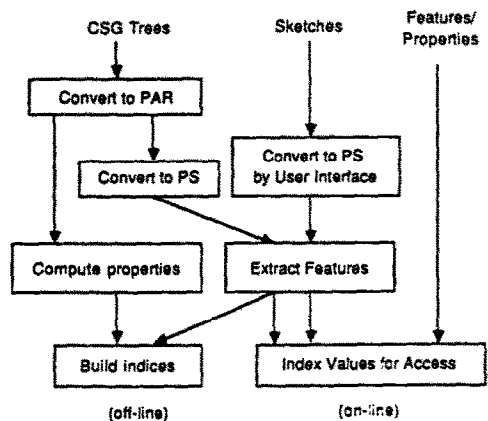 CSG Trees
Sketches
Features/
Properties
Convert to PAR
Convert to PS
Convert to PS
by User Interface
Compute properties
Extract Features
Build indices
Index Values for Access
(off-line)
(on-line)